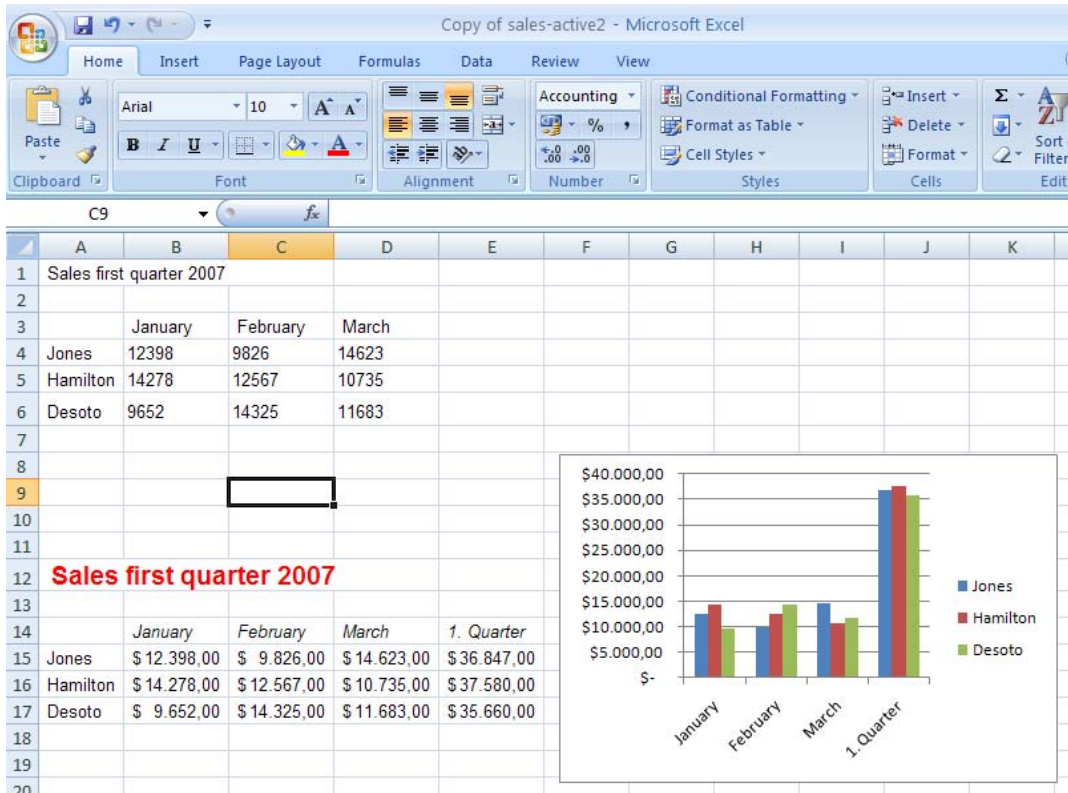 Copy of sales-active2 - Microsoft Excel
Home Insert Page Layout Formulas Data Review View
Paste
Arial 10 A A
B I U A
Accounting
% ,
.00 .00
Conditional Formatting
Format as Table
Cell Styles
Insert
Delete
Format
Σ
Sort
Filter
Clipboard Font Alignment Number Styles Cells Edit
C9 fx
A B C D E F G H I J K
1 Sales first quarter 2007
2
3 January February March
4 Jones 12398 9826 14623
5 Hamilton 14278 12567 10735
6 Desoto 9652 14325 11683
7
8
9
10
11
12 Sales first quarter 2007
13
14 January February March 1. Quarter
15 Jones $12.398,00 $ 9.826,00 $14.623,00 $36.847,00
16 Hamilton $14.278,00 $12.567,00 $10.735,00 $37.580,00
17 Desoto $ 9.652,00 $14.325,00 $11.683,00 $35.660,00
18
19
20
$40.000,00
$35.000,00
$30.000,00
$25.000,00
$20.000,00
$15.000,00
$10.000,00
$5.000,00
$-
January February March 1. Quarter
Jones
Hamilton
Desoto